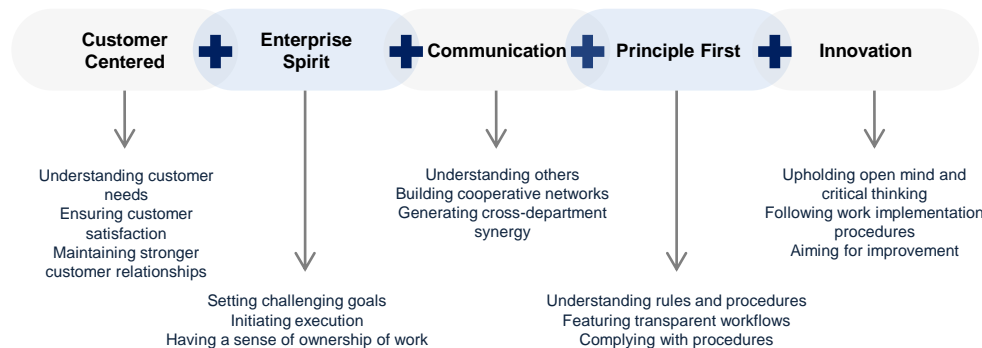 Customer
Centered
Enterprise
Spirit
Communication
Principle First
Innovation
Understanding customer
needs
Ensuring customer
satisfaction
Maintaining stronger
customer relationships
Setting challenging goals
Initiating execution
Having a sense of ownership of work
Understanding others
Building cooperative networks
Generating cross-department
synergy
Understanding rules and procedures
Featuring transparent workflows
Complying with procedures
Upholding open mind and
critical thinking
Following work implementation
procedures
Aiming for improvement